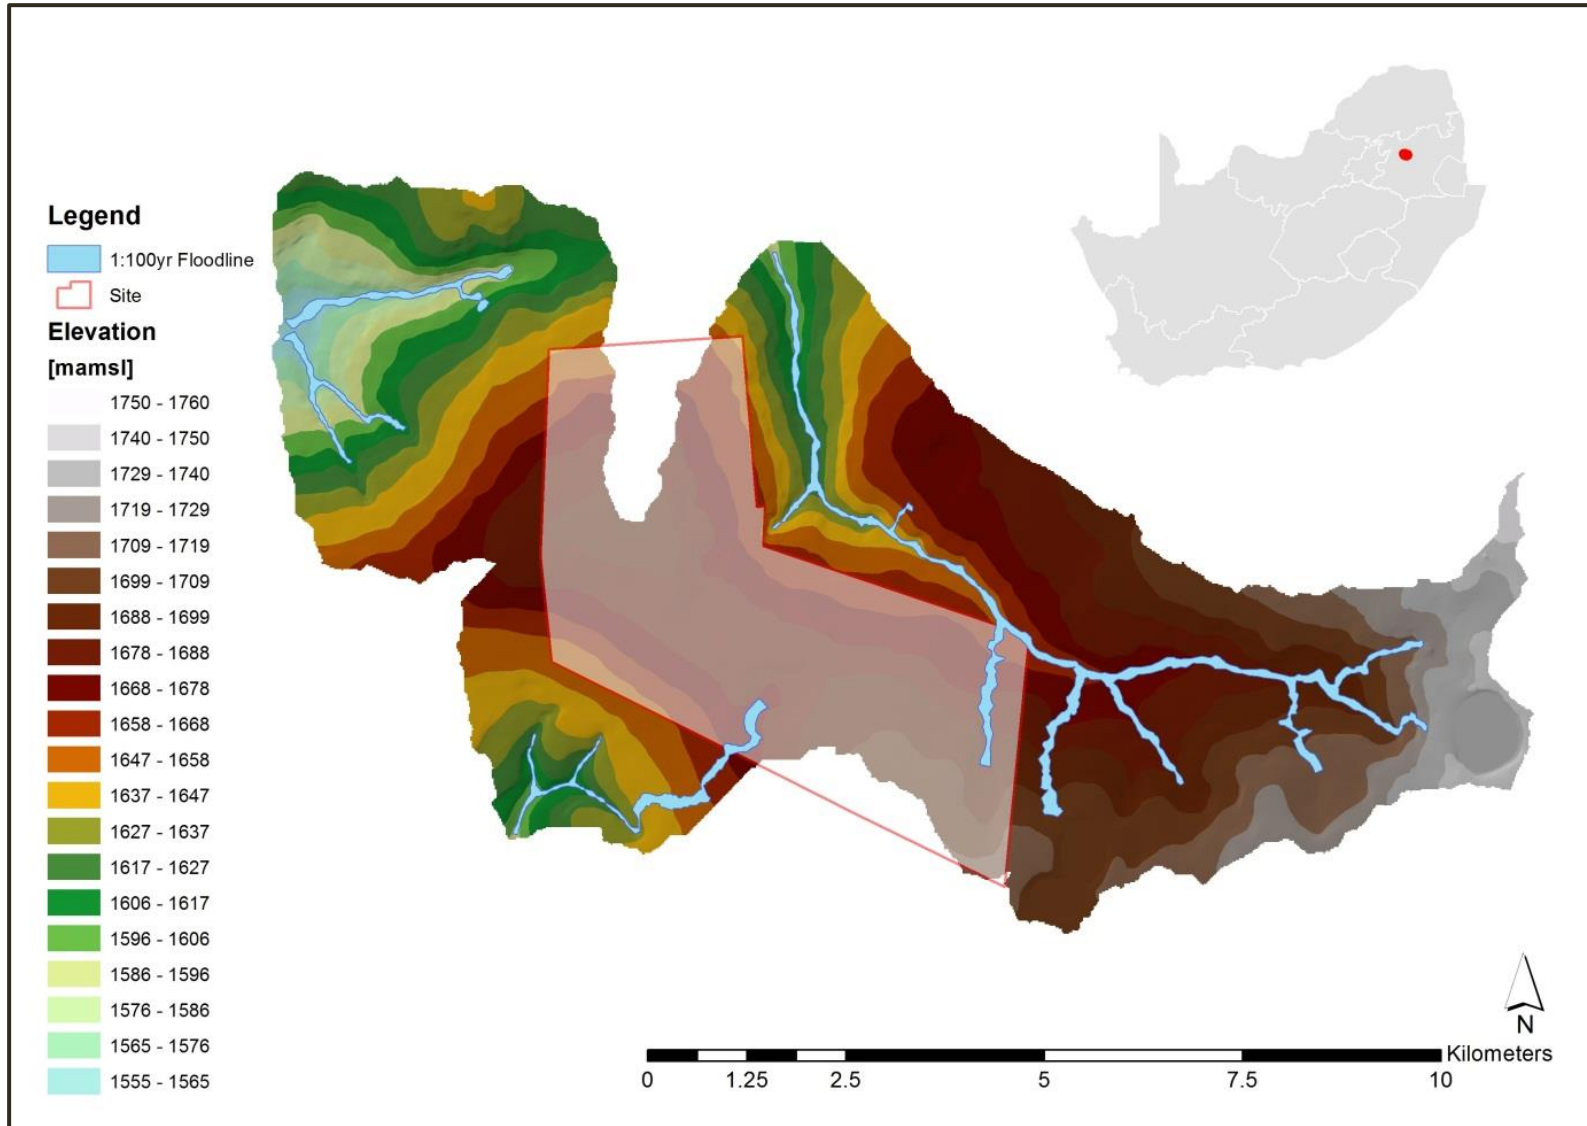 Legend
1:100yr Floodline
Site
Elevation
[mamsl]
1750 - 1760
1740 - 1750
1729 - 1740
1719 - 1729
1709 - 1719
1699 - 1709
1688 - 1699
1678 - 1688
1668 - 1678
1658 - 1668
1647 - 1658
1637 - 1647
1627 - 1637
1617 - 1627
1606 - 1617
1596 - 1606
1586 - 1596
1576 - 1586
1565 - 1576
1555 - 1565
N
Kilometers
0 1.25 2.5 5 7.5 10